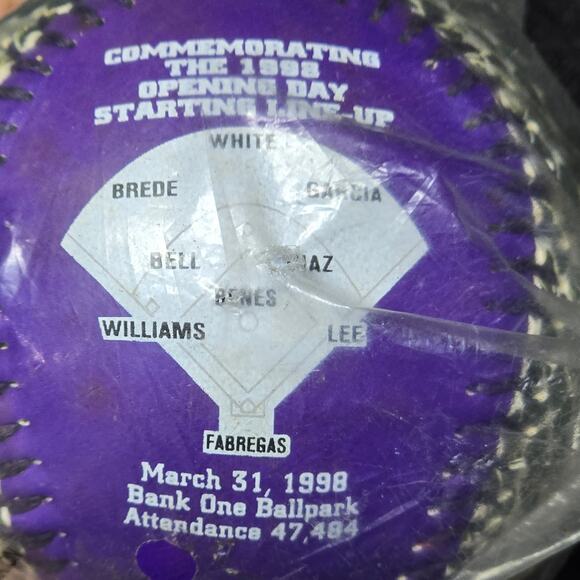 COMMEMORATING
THE 1998
OPENING DAY
STARTING LINE-UP
WHITE
BREDE GARCIA
BELL
BENES
WILLIAMS LEE
FABREGAS
March 31, 1998
Bank One Ballpark
Attendance 47,484